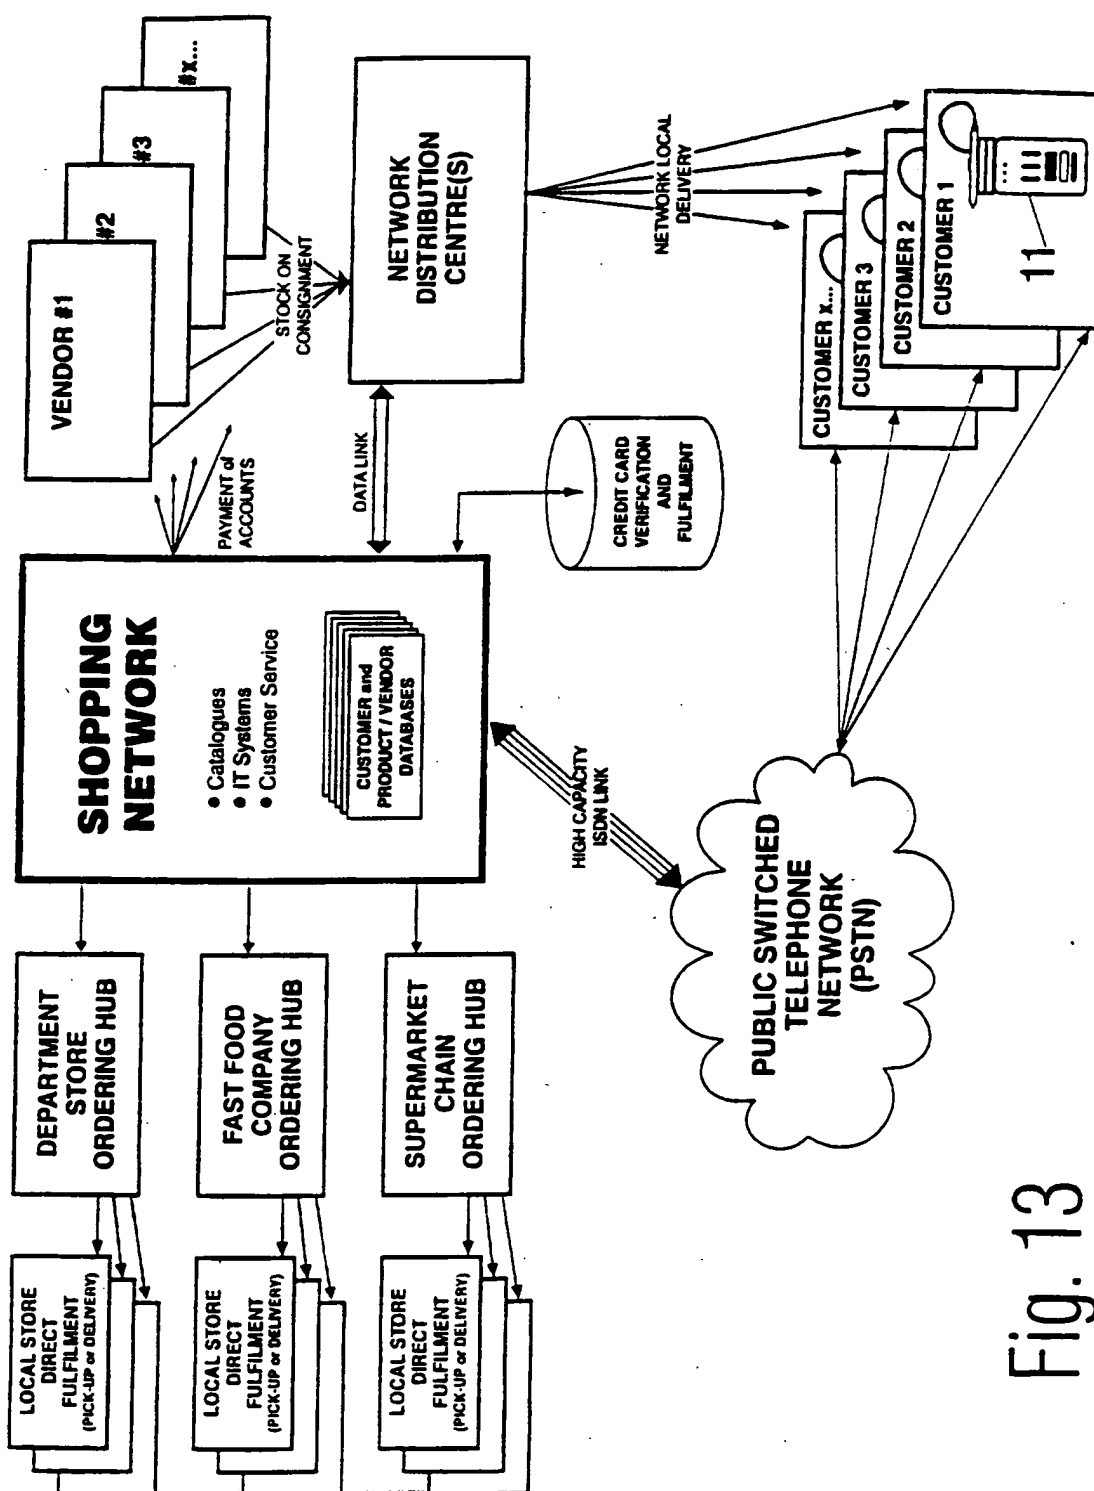 LOCAL STORE
DIRECT
FULFILMENT
(PICK-UP or DELIVERY)
LOCAL STORE
DIRECT
FULFILMENT
(PICK-UP or DELIVERY)
LOCAL STORE
DIRECT
FULFILMENT
(PICK-UP or DELIVERY)
DEPARTMENT
STORE
ORDERING HUB
FAST FOOD
COMPANY
ORDERING HUB
SUPERMARKET
CHAIN
ORDERING HUB
SHOPPING
NETWORK
• Catalogues
• IT Systems
• Customer Service
CUSTOMER and
PRODUCT / VENDOR
DATABASES
PAYMENT of
ACCOUNTS
VENDOR #1
#2
#3
#x...
STOCK ON
CONSIGNMENT
DATA LINK
NETWORK
DISTRIBUTION
CENTRE(S)
CREDIT CARD
VERIFICATION
AND
FULFILMENT
HIGH CAPACITY
ISDN LINK
PUBLIC SWITCHED
TELEPHONE
NETWORK
(PSTN)
NETWORK LOCAL
DELIVERY
CUSTOMER x...
CUSTOMER 3
CUSTOMER 2
CUSTOMER 1
11
Fig. 13